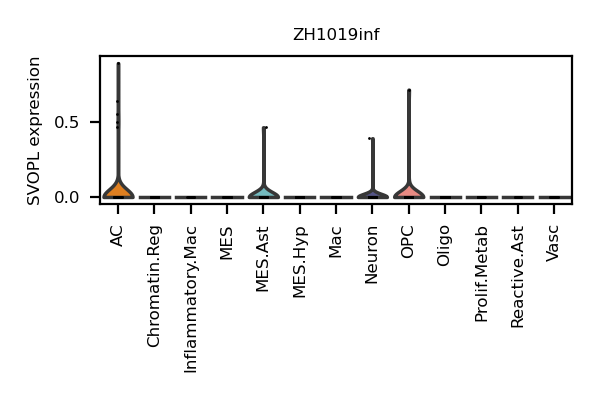 ZH1019inf
SVOPL expression
0.5
0.0
AC
Chromatin.Reg
Inflammatory.Mac
MES
MES.Ast
MES.Hyp
Mac
Neuron
OPC
Oligo
Prolif.Metab
Reactive.Ast
Vasc